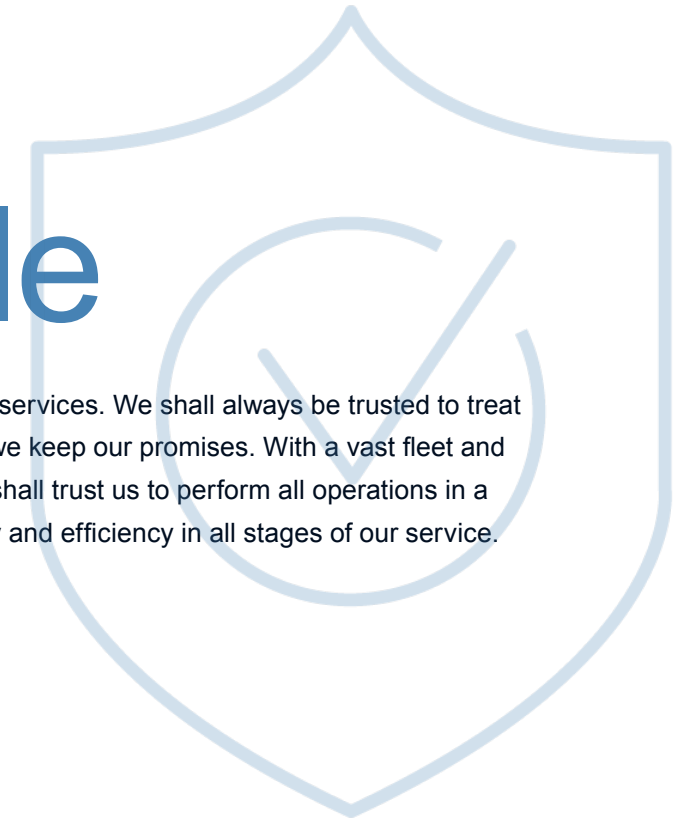 le
services. We shall always be trusted to treat
we keep our promises. With a vast fleet and
shall trust us to perform all operations in a
and efficiency in all stages of our service.